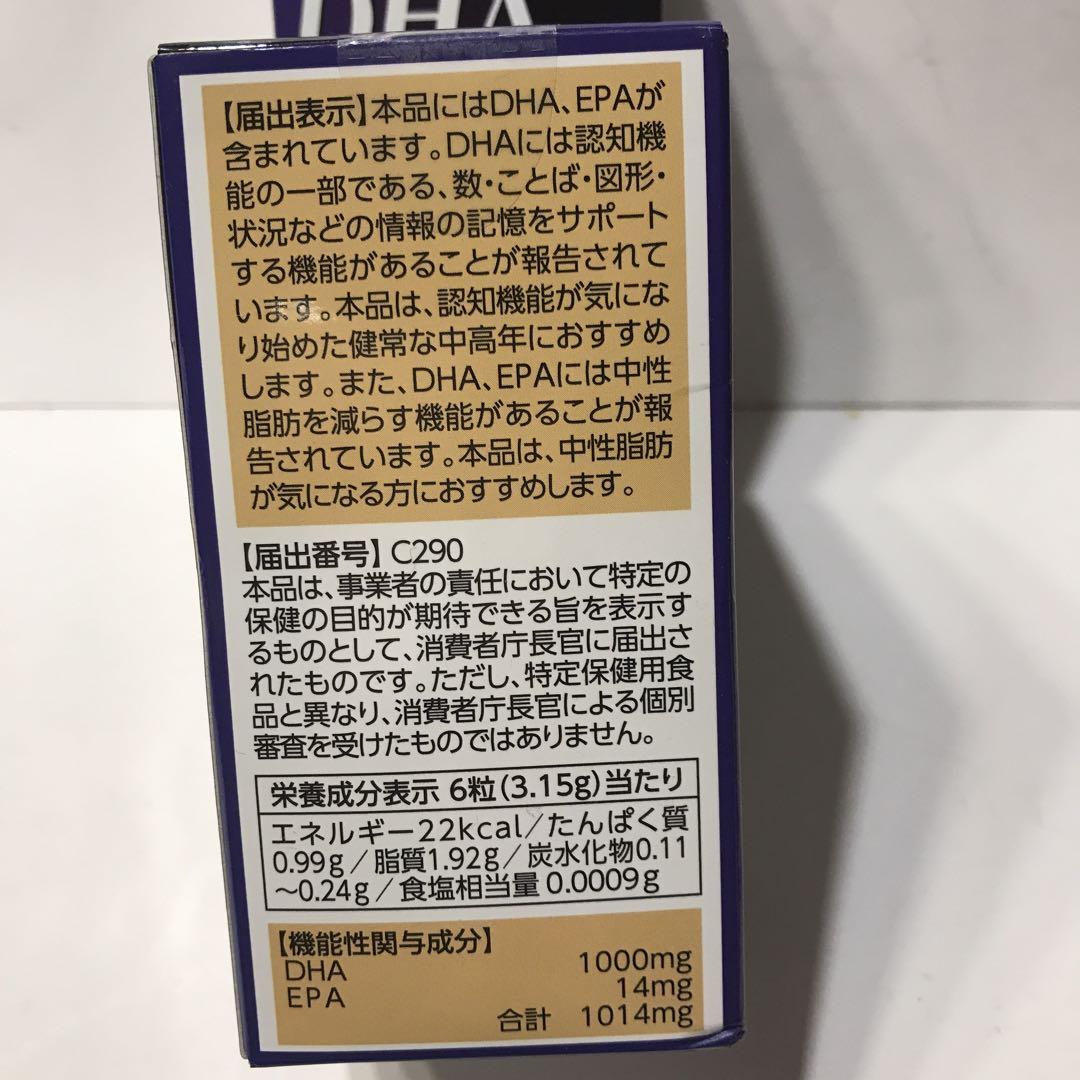 DHA
【届出表示】本品にはDHA、EPAが
含まれています。DHAには認知機
能の一部である、数・ことば・図形・
状況などの情報の記憶をサポート
する機能があることが報告されて
います。本品は、認知機能が気にな
り始めた健常な中高年におすすめ
します。また、DHA、EPAには中性
脂肪を減らす機能があることが報
告されています。本品は、中性脂肪
が気になる方におすすめします。
【届出番号】C290
本品は、事業者の責任において特定の
保健の目的が期待できる旨を表示す
るものとして、消費者庁長官に届出さ
れたものです。ただし、特定保健用食
品と異なり、消費者庁長官による個別
審査を受けたものではありません。
栄養成分表示 6粒(3.15g)当たり
エネルギー22kcal/たんぱく質
0.99g/脂質1.92g/炭水化物0.11
～0.24g/食塩相当量 0.0009g
【機能性関与成分】
DHA 1000mg
EPA 14mg
合計 1014mg